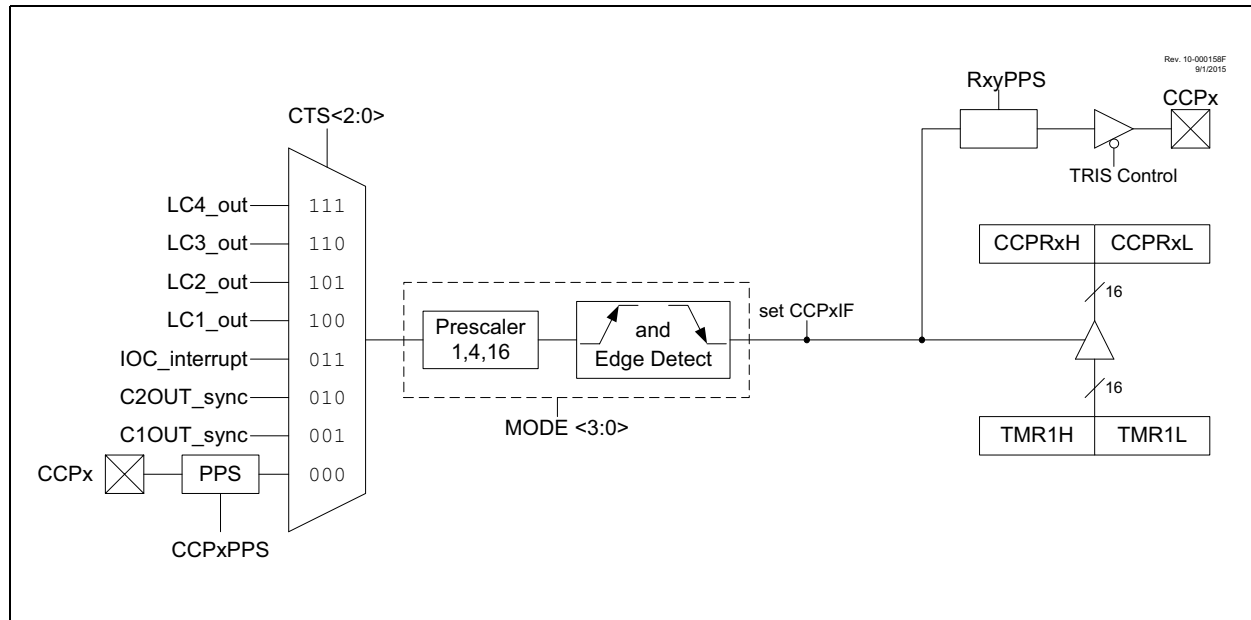 Rev. 10-000158F
9/1/2015
RxyPPS
CCPx
CTS<2:0>
TRIS Control
LC4_out
111
LC3_out
110
CCPRxH
CCPRxL
LC2_out
101
16
LC1_out
100
Prescaler
1,4,16
and
Edge Detect
set CCPxIF
IOC_interrupt
011
C2OUT_sync
010
16
MODE <3:0>
C1OUT_sync
001
TMR1H
TMR1L
CCPx
PPS
000
CCPxPPS